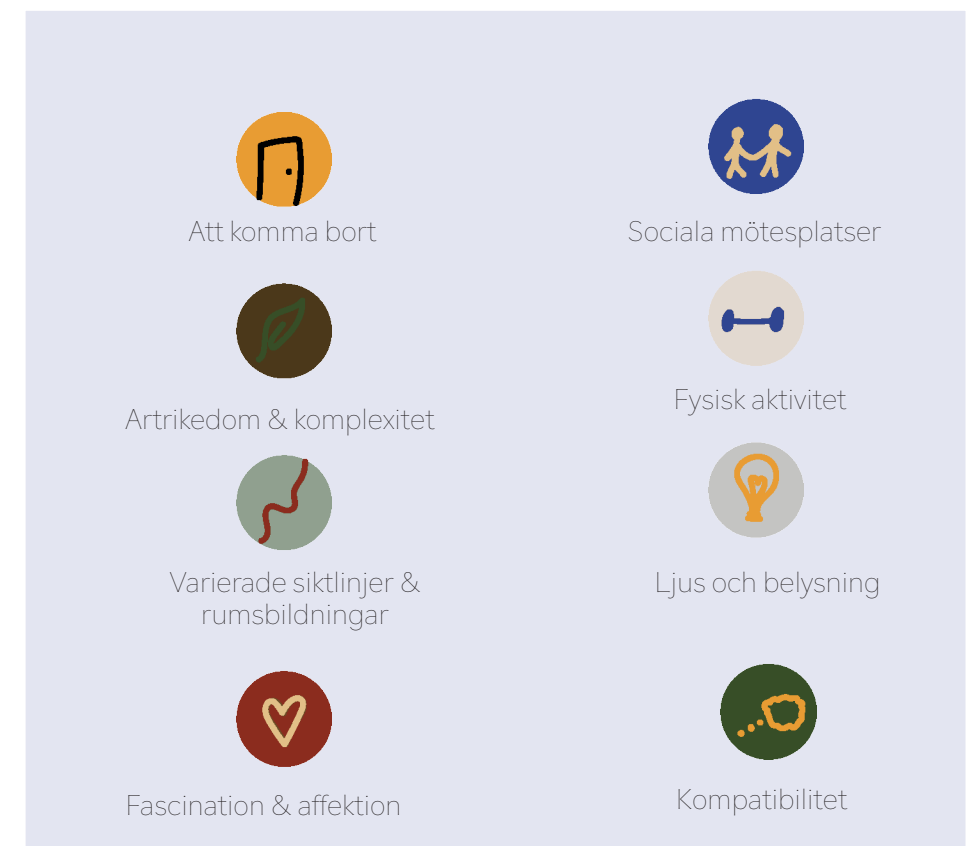 Att komma bort
Sociala mötesplatser
Artrikedom & komplexitet
Fysisk aktivitet
Varierade siktlinjer &
rumsbildningar
Ljus och belysning
Fascination & affektion
Kompatibilitet